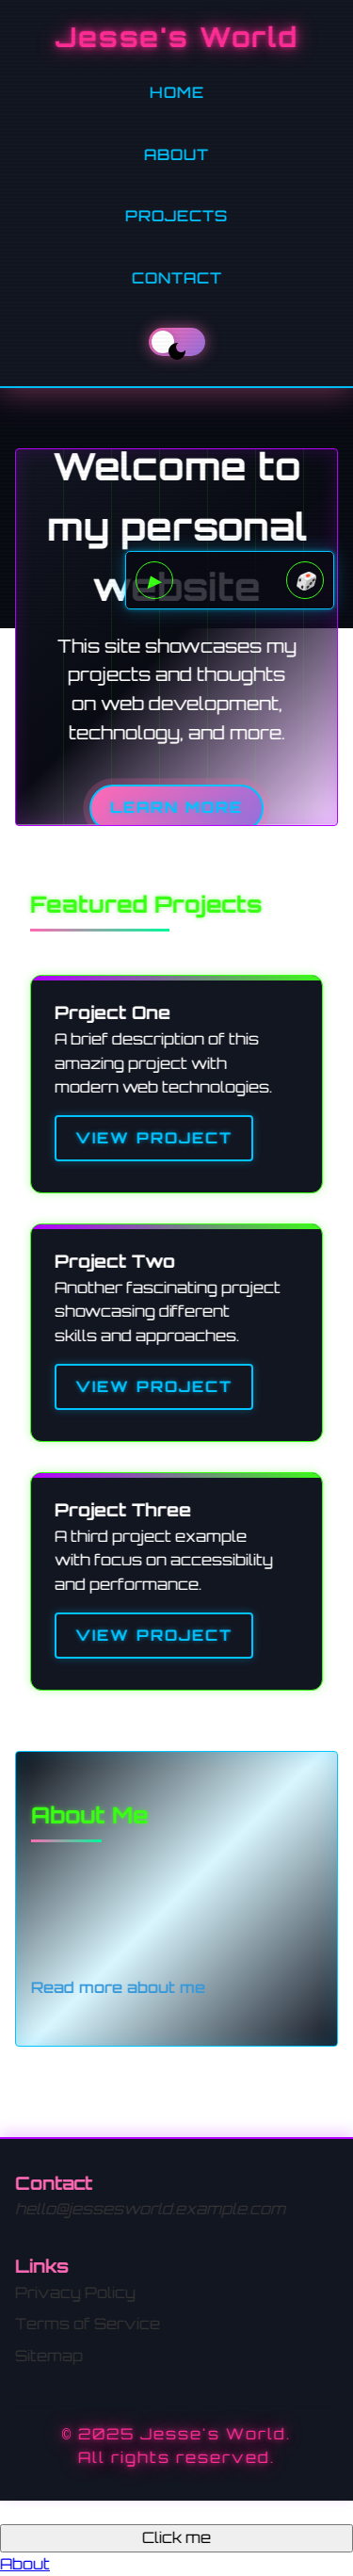 Jesse's World
HOME
ABOUT
PROJECTS
CONTACT
Welcome to
my personal
website
This site showcases my
projects and thoughts
on web development,
technology, and more.
LEARN MORE
Featured Projects
Project One
A brief description of this
amazing project with
modern web technologies.
VIEW PROJECT
Project Two
Another fascinating project
showcasing different
skills and approaches.
VIEW PROJECT
Project Three
A third project example
with focus on accessibility
and performance.
VIEW PROJECT
About Me
Read more about me
Contact
hello@jessesworld.example.com
Links
Privacy Policy
Terms of Service
Sitemap
© 2025 Jesse's World.
All rights reserved.
Click me
About